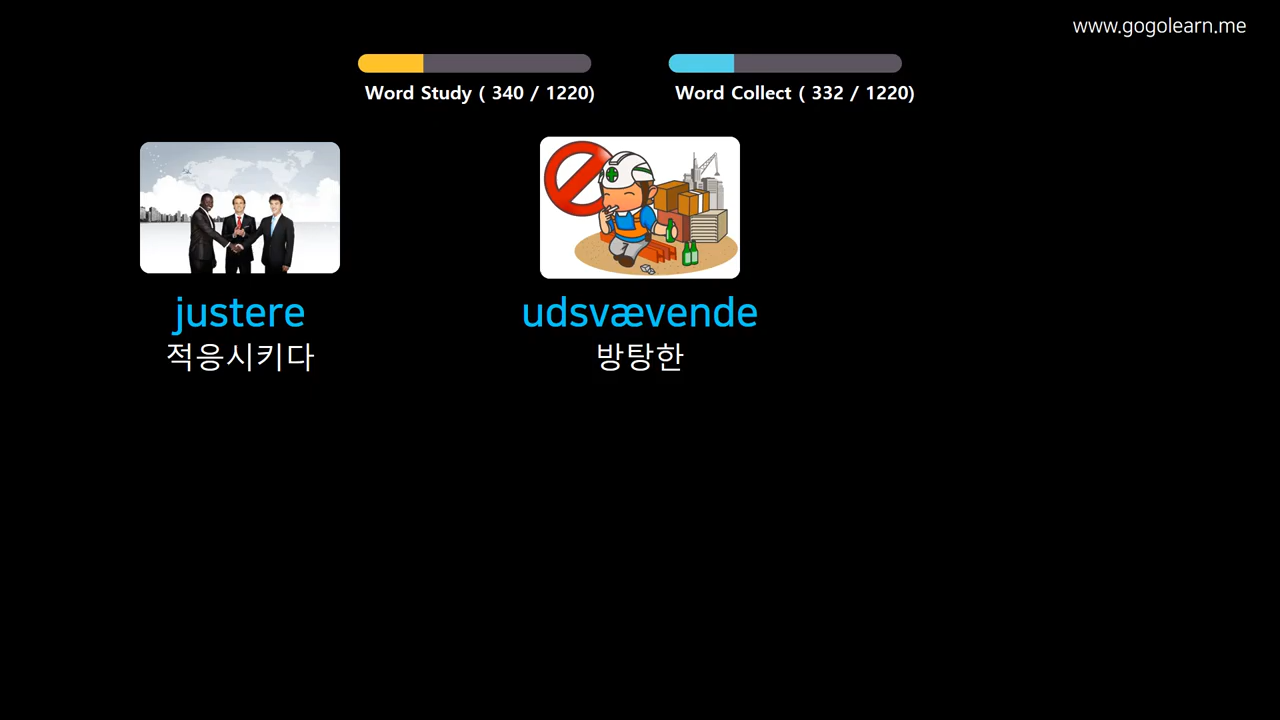 www.gogolearn.me
Word Study ( 340 / 1220)
Word Collect ( 332 / 1220)
justere
적응시키다
udsvævende
방탕한